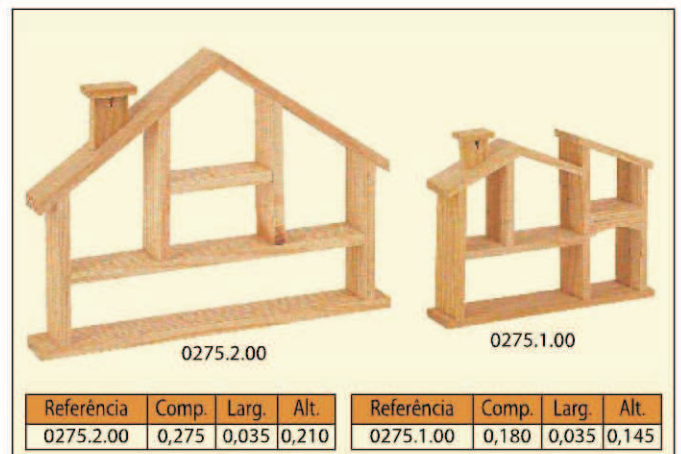 0275.2.00
0275.1.00
Referência Comp. Larg. Alt.
0275.2.00 0,275 0,035 0,210
Referência Comp. Larg. Alt.
0275.1.00 0,180 0,035 0,145